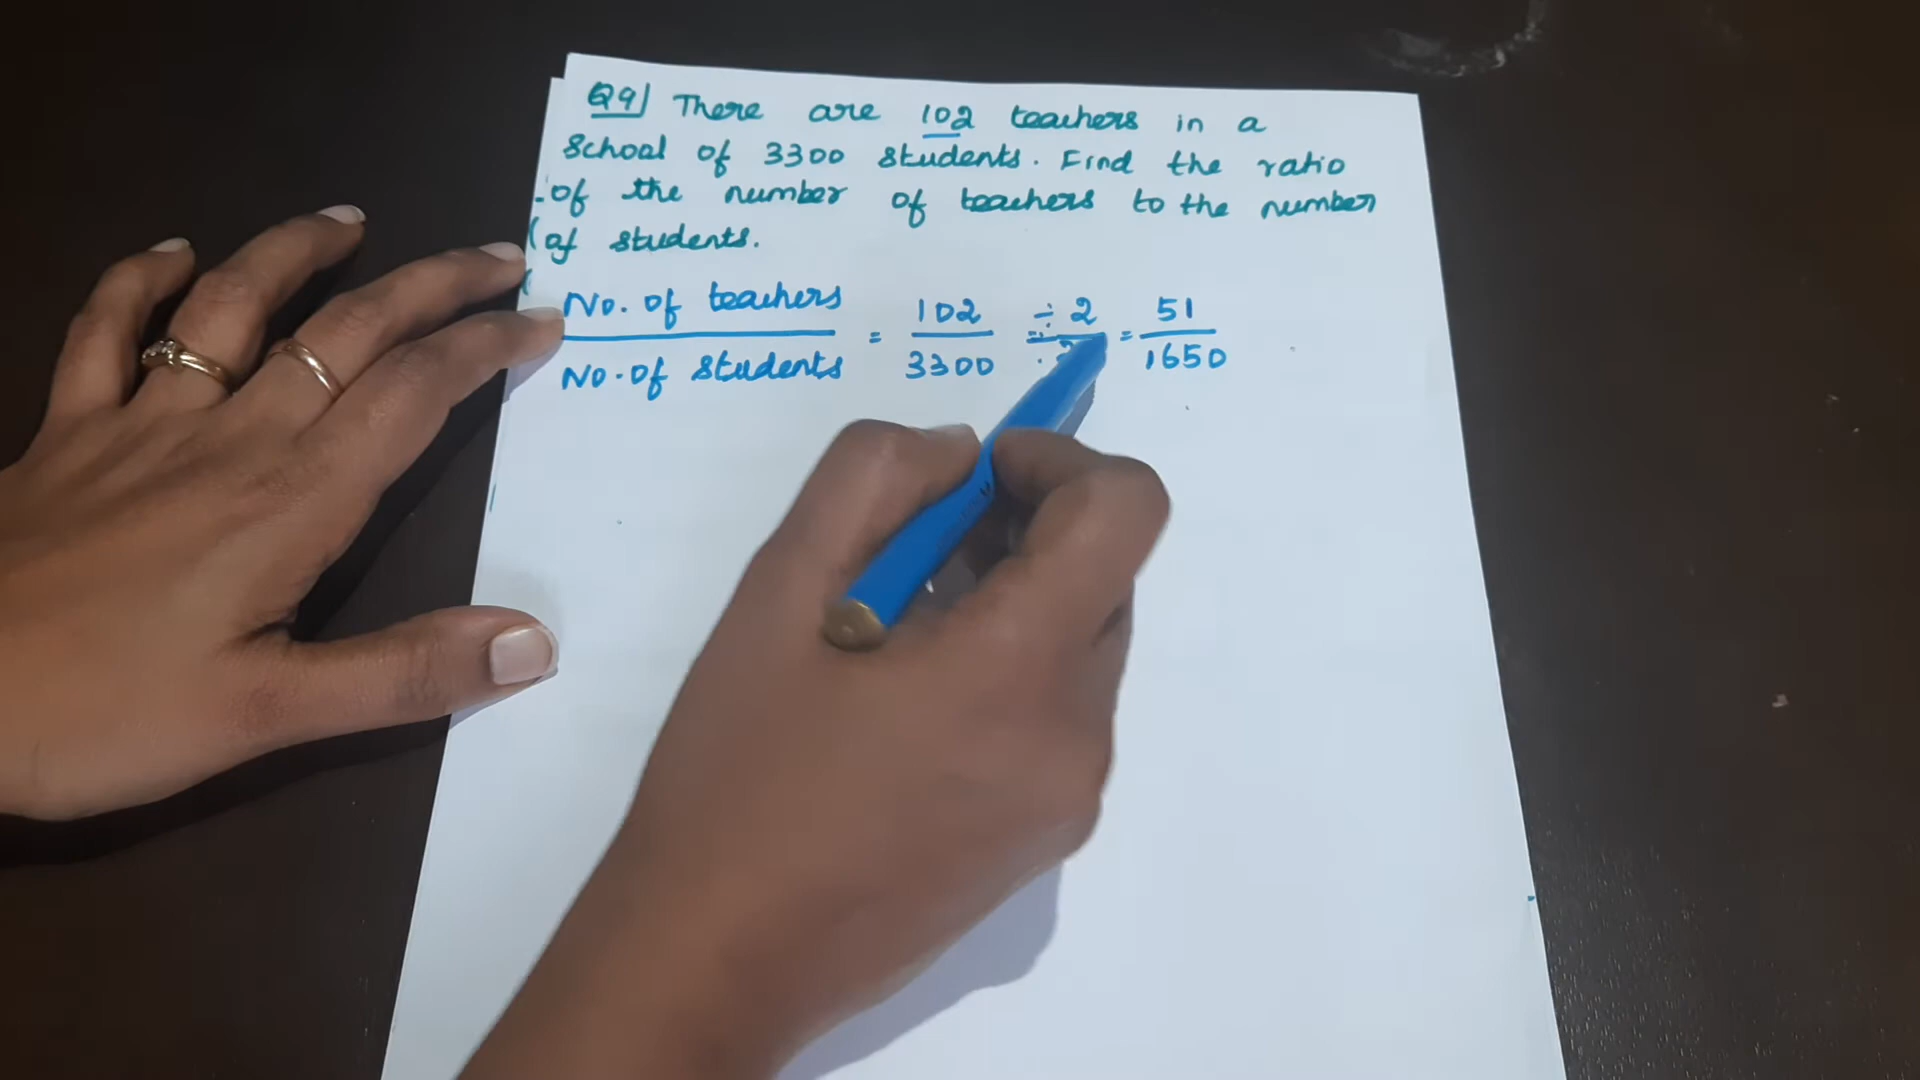 Q9) There are 102 teachers in a
school of 3300 students. Find the ratio
of the number of teachers to the number
of students.
No. of teachers / No. of students = 102 / 3300 ÷ 2 / ÷ 2 = 51 / 1650